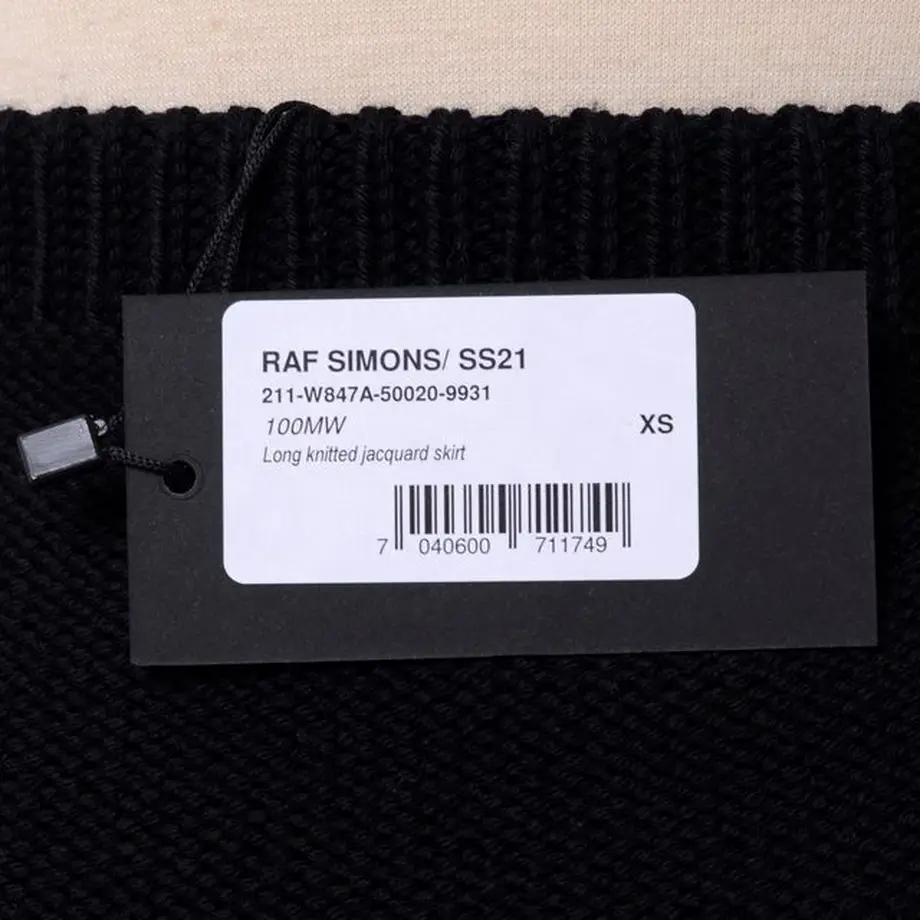 RAF SIMONS/ SS21
211-W847A-50020-9931
100MW
XS
Long knitted jacquard skirt
7 040600 711749